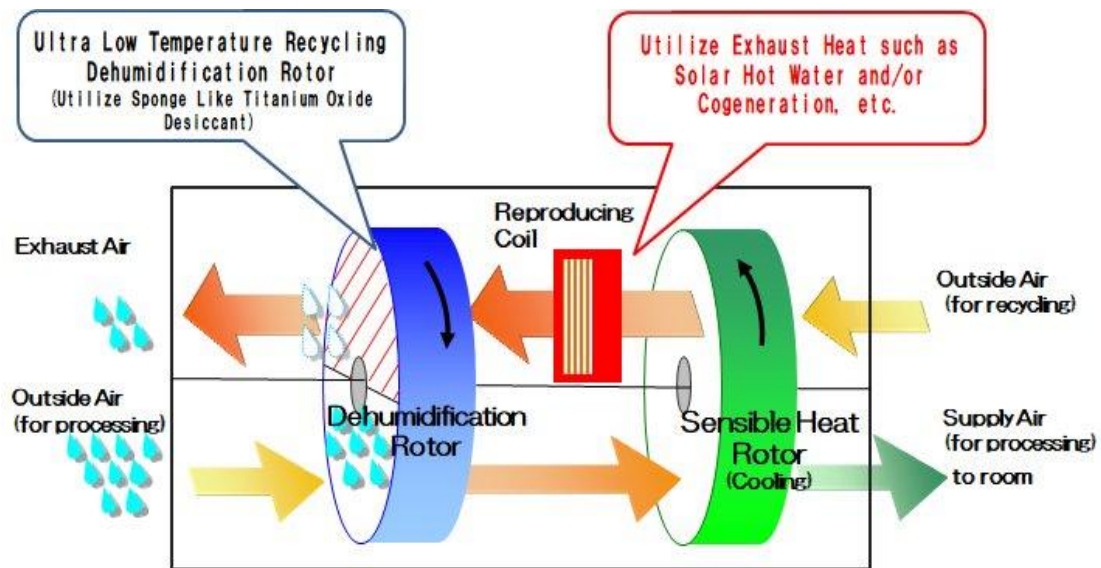 Ultra Low Temperature Recycling
Dehumidification Rotor
(Utilize Sponge Like Titanium Oxide
Desiccant)
Utilize Exhaust Heat such as
Solar Hot Water and/or
Cogeneration, etc.
Reproducing
Coil
Exhaust Air
Outside Air
(for recycling)
Outside Air
(for processing)
Dehumidification
Rotor
Sensible Heat
Rotor
(Cooling)
Supply Air
(for processing)
to room